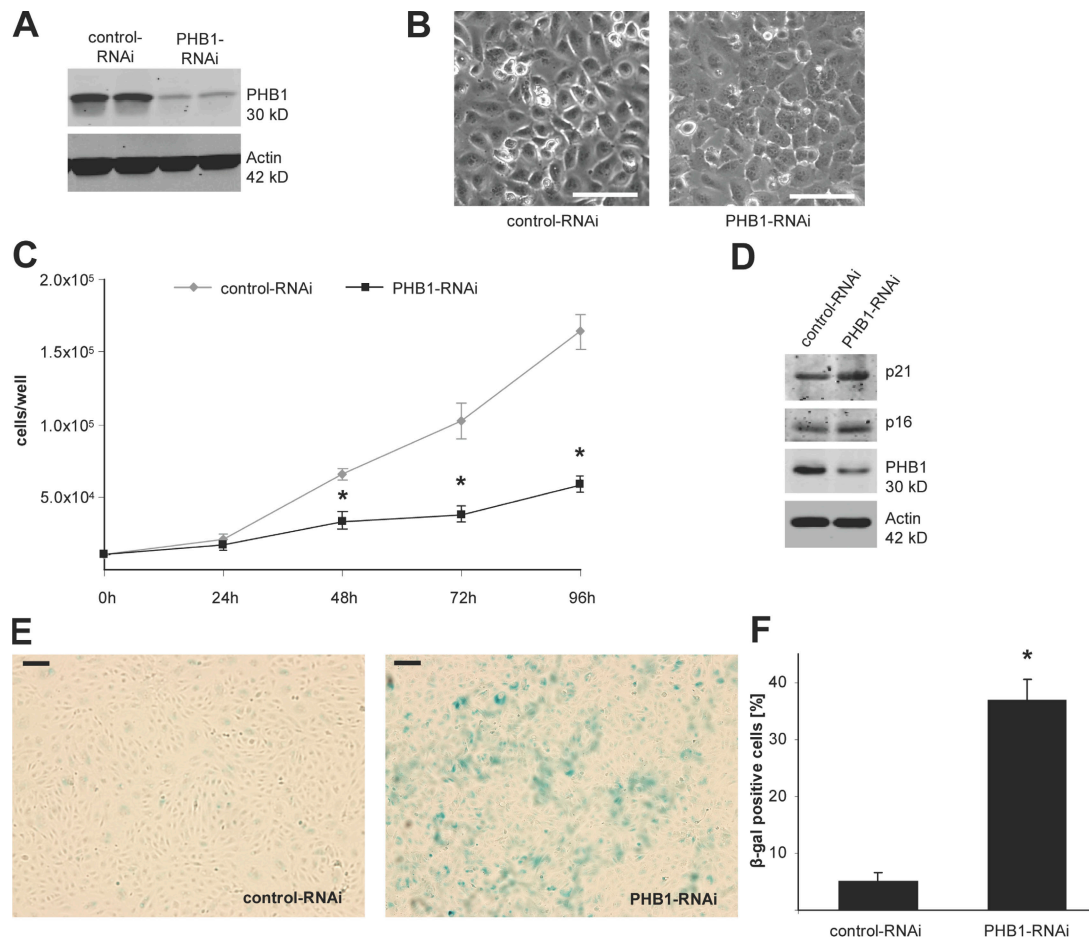 A
control-
RNAi
PHB1-
RNAi
PHB1
30 kD
Actin
42 kD
B
control-RNAi
PHB1-RNAi
C
2.0x10⁵
1.5x10⁵
1.0x10⁵
5.0x10⁴
cells/well
control-RNAi
PHB1-RNAi
*
*
*
0h
24h
48h
72h
96h
D
control-RNAi
PHB1-RNAi
p21
p16
PHB1
30 kD
Actin
42 kD
E
control-RNAi
PHB1-RNAi
F
β-gal positive cells [%]
40
30
20
10
*
control-RNAi
PHB1-RNAi